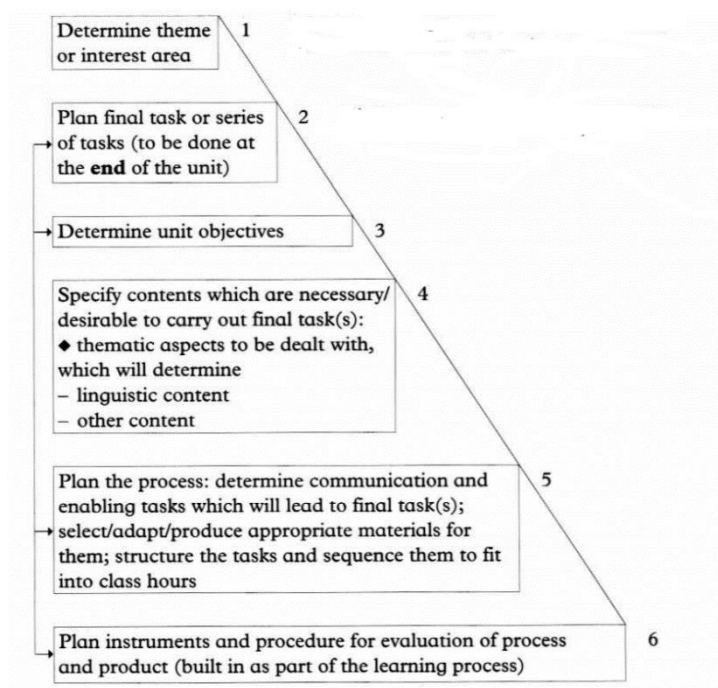 Determine theme 1
or interest area
Plan final task or series 2
of tasks (to be done at
the end of the unit)
Determine unit objectives 3
Specify contents which are necessary/ 4
desirable to carry out final task(s):
◆ thematic aspects to be dealt with,
which will determine
– linguistic content
– other content
Plan the process: determine communication and 5
enabling tasks which will lead to final task(s);
select/adapt/produce appropriate materials for
them; structure the tasks and sequence them to fit
into class hours
Plan instruments and procedure for evaluation of process 6
and product (built in as part of the learning process)